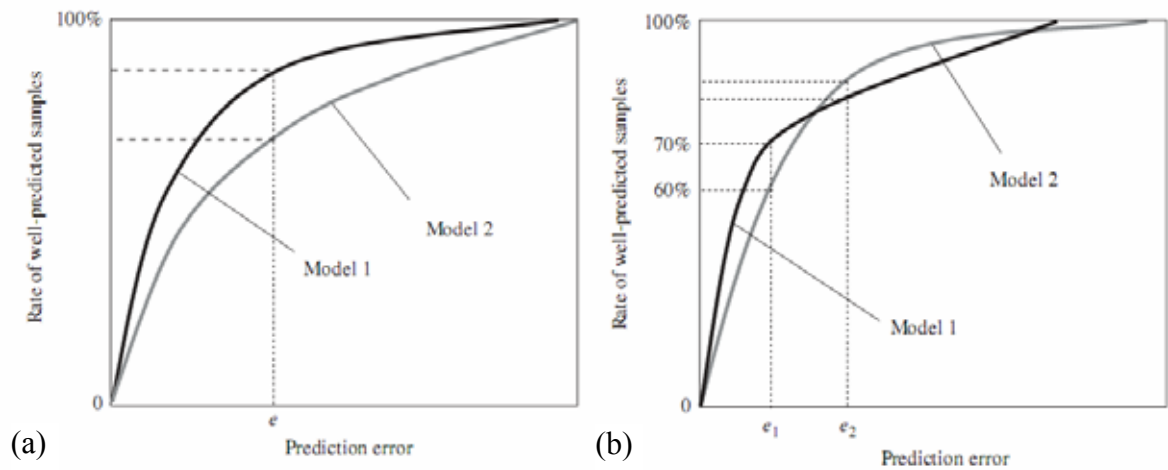 100%
Rate of well-predicted samples
Model 2
Model 1
0
e
Prediction error
(a)
100%
70%
60%
Rate of well-predicted samples
Model 2
Model 1
0
e1 e2
Prediction error
(b)